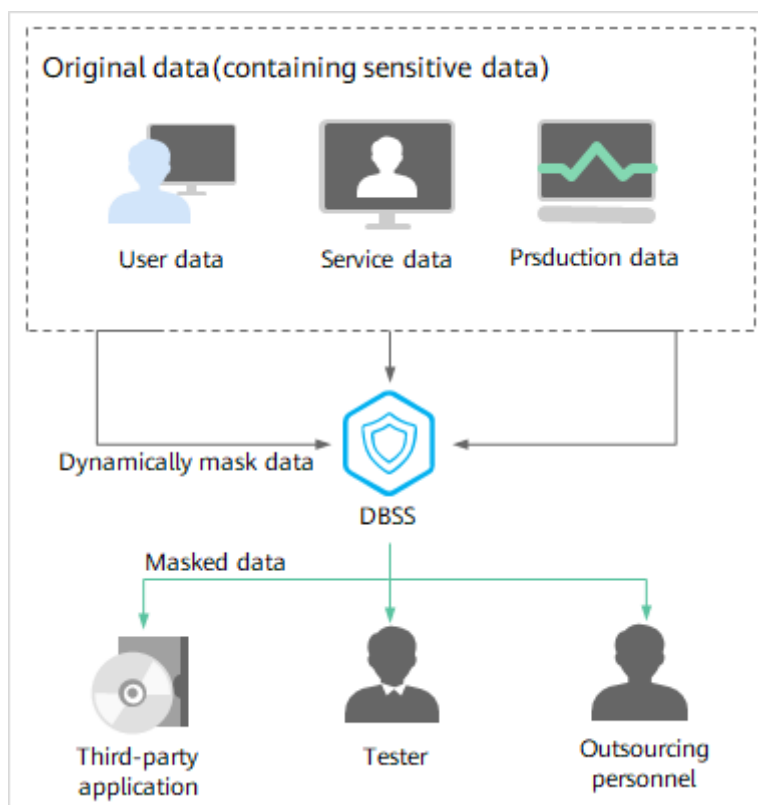 Original data(containing sensitive data)
User data
Service data
Prsduction data
Dynamically mask data
DBSS
Masked data
Third-party
application
Tester
Outsourcing
personnel